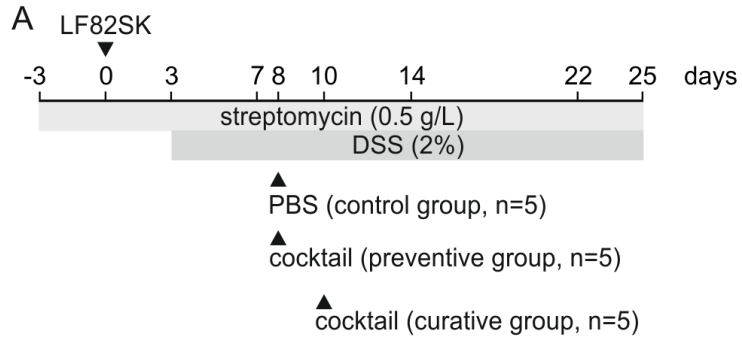 A
LF82SK
-3 0 3 7 8 10 14 22 25 days
streptomycin (0.5 g/L)
DSS (2%)
PBS (control group, n=5)
cocktail (preventive group, n=5)
cocktail (curative group, n=5)